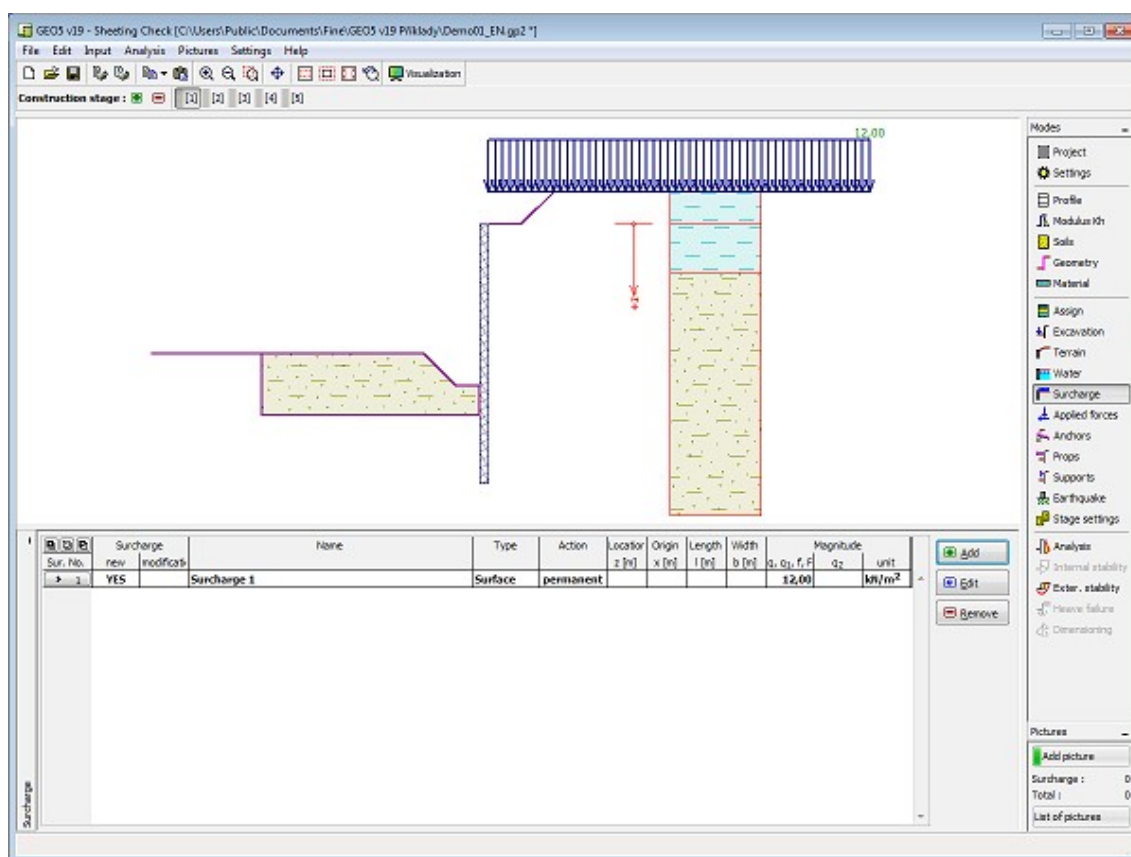 GEO5 v19 - Sheeting Check [C:\Users\Public\Documents\Fine\GEO5 v19 Příklady\Demo01_EN.gp2 *]
File Edit Input Analysis Pictures Settings Help
Visualization
Construction stage : [1] [2] [3] [4] [5]
12,00
+z
Modes
Project
Settings
Profile
Modulus Kh
Soils
Geometry
Material
Assign
Excavation
Terrain
Water
Surcharge
Applied forces
Anchors
Props
Supports
Earthquake
Stage settings
Analysis
Internal stability
Exter. stability
Heave failure
Dimensioning
Surcharge Name Type Action Location Origin Length Width Magnitude
Sur. No. new modificati z [m] x [m] l [m] b [m] q, q1, f, F q2 unit
1 YES Surcharge 1 Surface permanent 12,00 kN/m²
Add
Edit
Remove
Surcharge
Pictures
Add picture
Surcharge : 0
Total : 0
List of pictures